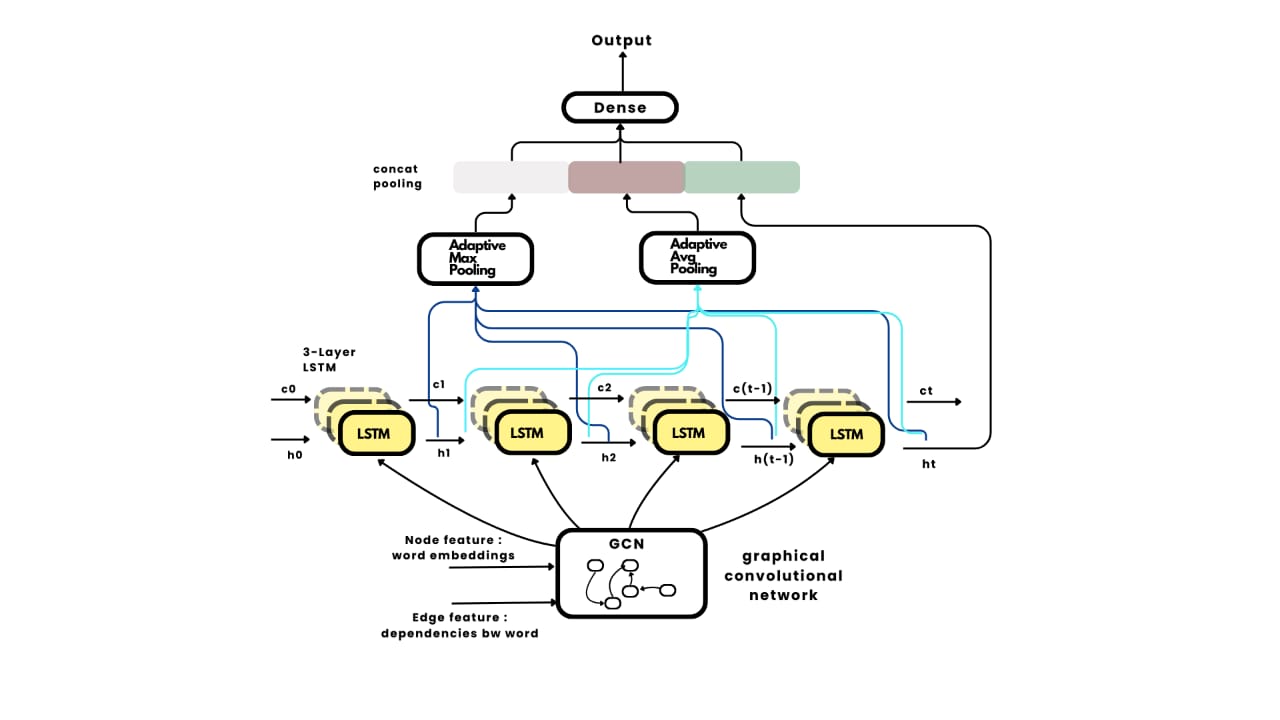 Output
Dense
concat
pooling
Adaptive
Max
Pooling
Adaptive
Avg
Pooling
3-Layer
LSTM
c0
c1
c2
c(t-1)
ct
LSTM
LSTM
LSTM
LSTM
h0
h1
h2
h(t-1)
ht
Node feature :
word embeddings
GCN
graphical
convolutional
network
Edge feature :
dependencies bw word